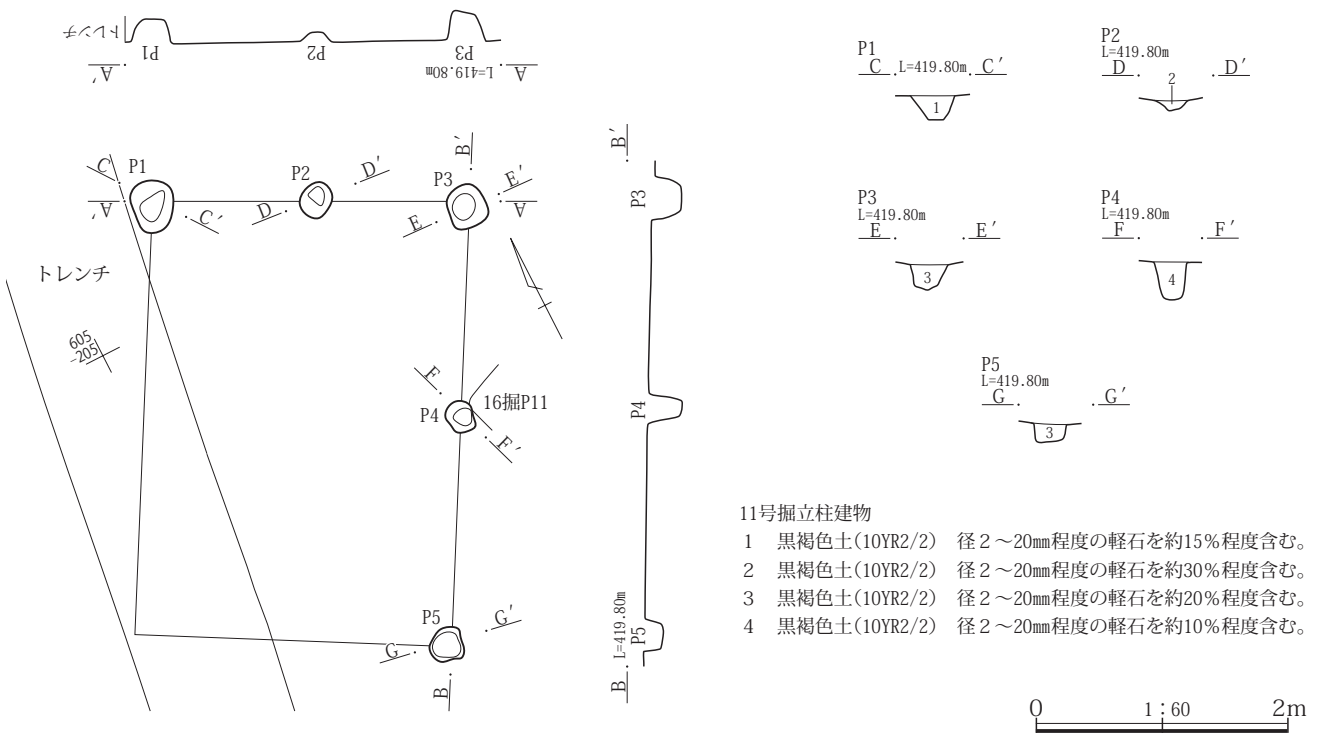 トレンチ
P1
P2
P3
A′
L=419.80m
A
C
P1
P2
D′
P3
B′
E′
A′
C′
D
E
A
トレンチ
605
-205
F
P4
16掘P11
F′
P5
G′
G
B
B′
P3
P4
P5
L=419.80m
B
P1
C L=419.80m C′
1
P2
L=419.80m
D D′
2
P3
L=419.80m
E E′
3
P4
L=419.80m
F F′
4
P5
L=419.80m
G G′
3
11号掘立柱建物
1 黒褐色土(10YR2/2) 径2～20㎜程度の軽石を約15%程度含む。
2 黒褐色土(10YR2/2) 径2～20㎜程度の軽石を約30%程度含む。
3 黒褐色土(10YR2/2) 径2～20㎜程度の軽石を約20%程度含む。
4 黒褐色土(10YR2/2) 径2～20㎜程度の軽石を約10%程度含む。
0 1：60 2m